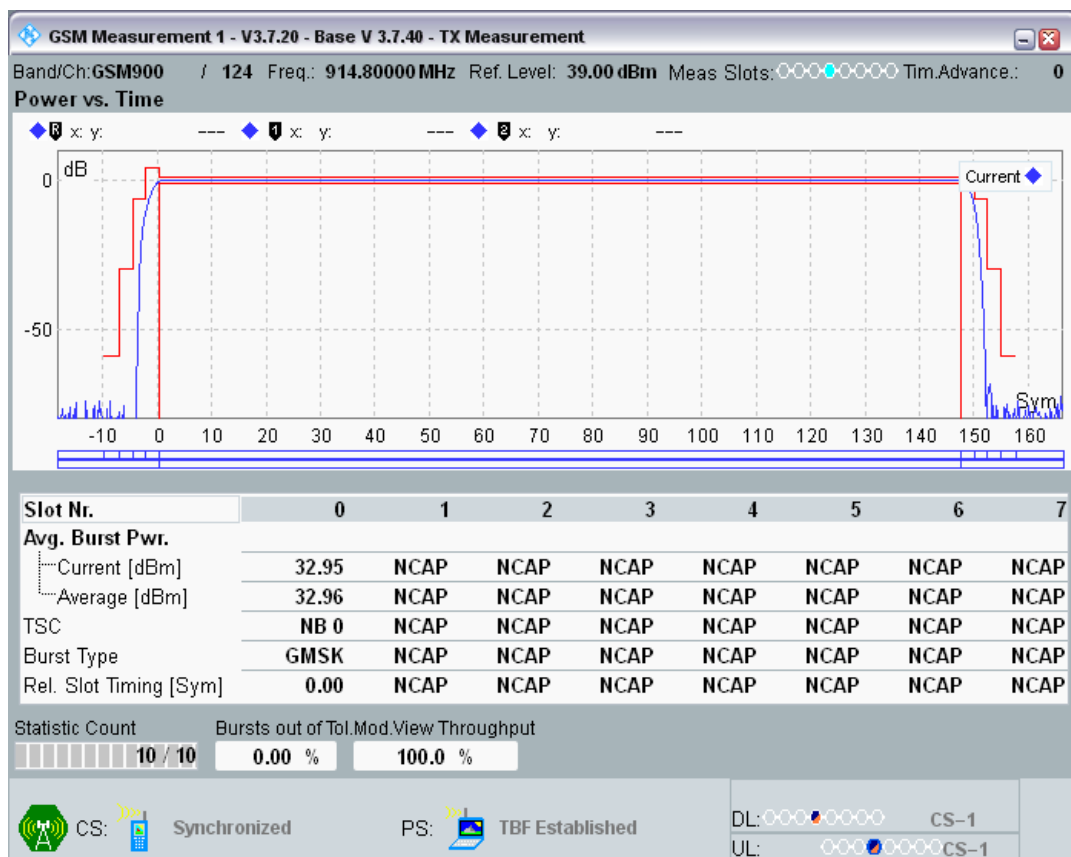 GSM Measurement 1 - V3.7.20 - Base V 3.7.40 - TX Measurement
Band/Ch:GSM900 / 124 Freq.: 914.80000 MHz Ref. Level: 39.00 dBm Meas Slots: Tim.Advance.: 0
Power vs. Time
R x: y: --- 1 x: y: --- 2 x: y: ---
dB
Current
0
-50
Sym
-10 0 10 20 30 40 50 60 70 80 90 100 110 120 130 140 150 160
Slot Nr. 0 1 2 3 4 5 6 7
Avg. Burst Pwr.
Current [dBm] 32.95 NCAP NCAP NCAP NCAP NCAP NCAP NCAP
Average [dBm] 32.96 NCAP NCAP NCAP NCAP NCAP NCAP NCAP
TSC NB 0 NCAP NCAP NCAP NCAP NCAP NCAP NCAP
Burst Type GMSK NCAP NCAP NCAP NCAP NCAP NCAP NCAP
Rel. Slot Timing [Sym] 0.00 NCAP NCAP NCAP NCAP NCAP NCAP NCAP
Statistic Count Bursts out of Tol. Mod.View Throughput
10 / 10 0.00 % 100.0 %
CS: Synchronized PS: TBF Established
DL: CS-1
UL: CS-1